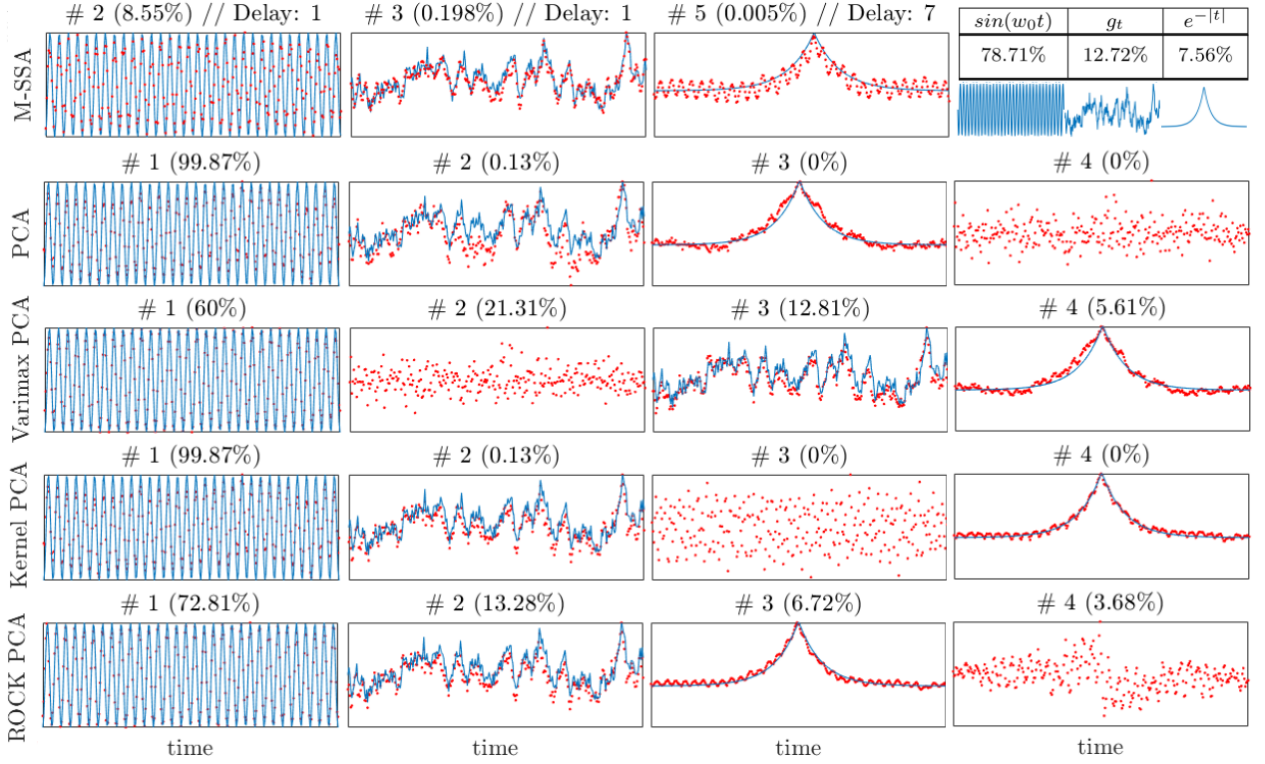 # 2 (8.55%) // Delay: 1
# 3 (0.198%) // Delay: 1
# 5 (0.005%) // Delay: 7
sin(w₀t) gₜ e^{-|t|}
78.71% 12.72% 7.56%
M-SSA
# 1 (99.87%)
# 2 (0.13%)
# 3 (0%)
# 4 (0%)
PCA
# 1 (60%)
# 2 (21.31%)
# 3 (12.81%)
# 4 (5.61%)
Varimax PCA
# 1 (99.87%)
# 2 (0.13%)
# 3 (0%)
# 4 (0%)
Kernel PCA
# 1 (72.81%)
# 2 (13.28%)
# 3 (6.72%)
# 4 (3.68%)
ROCK PCA
time
time
time
time